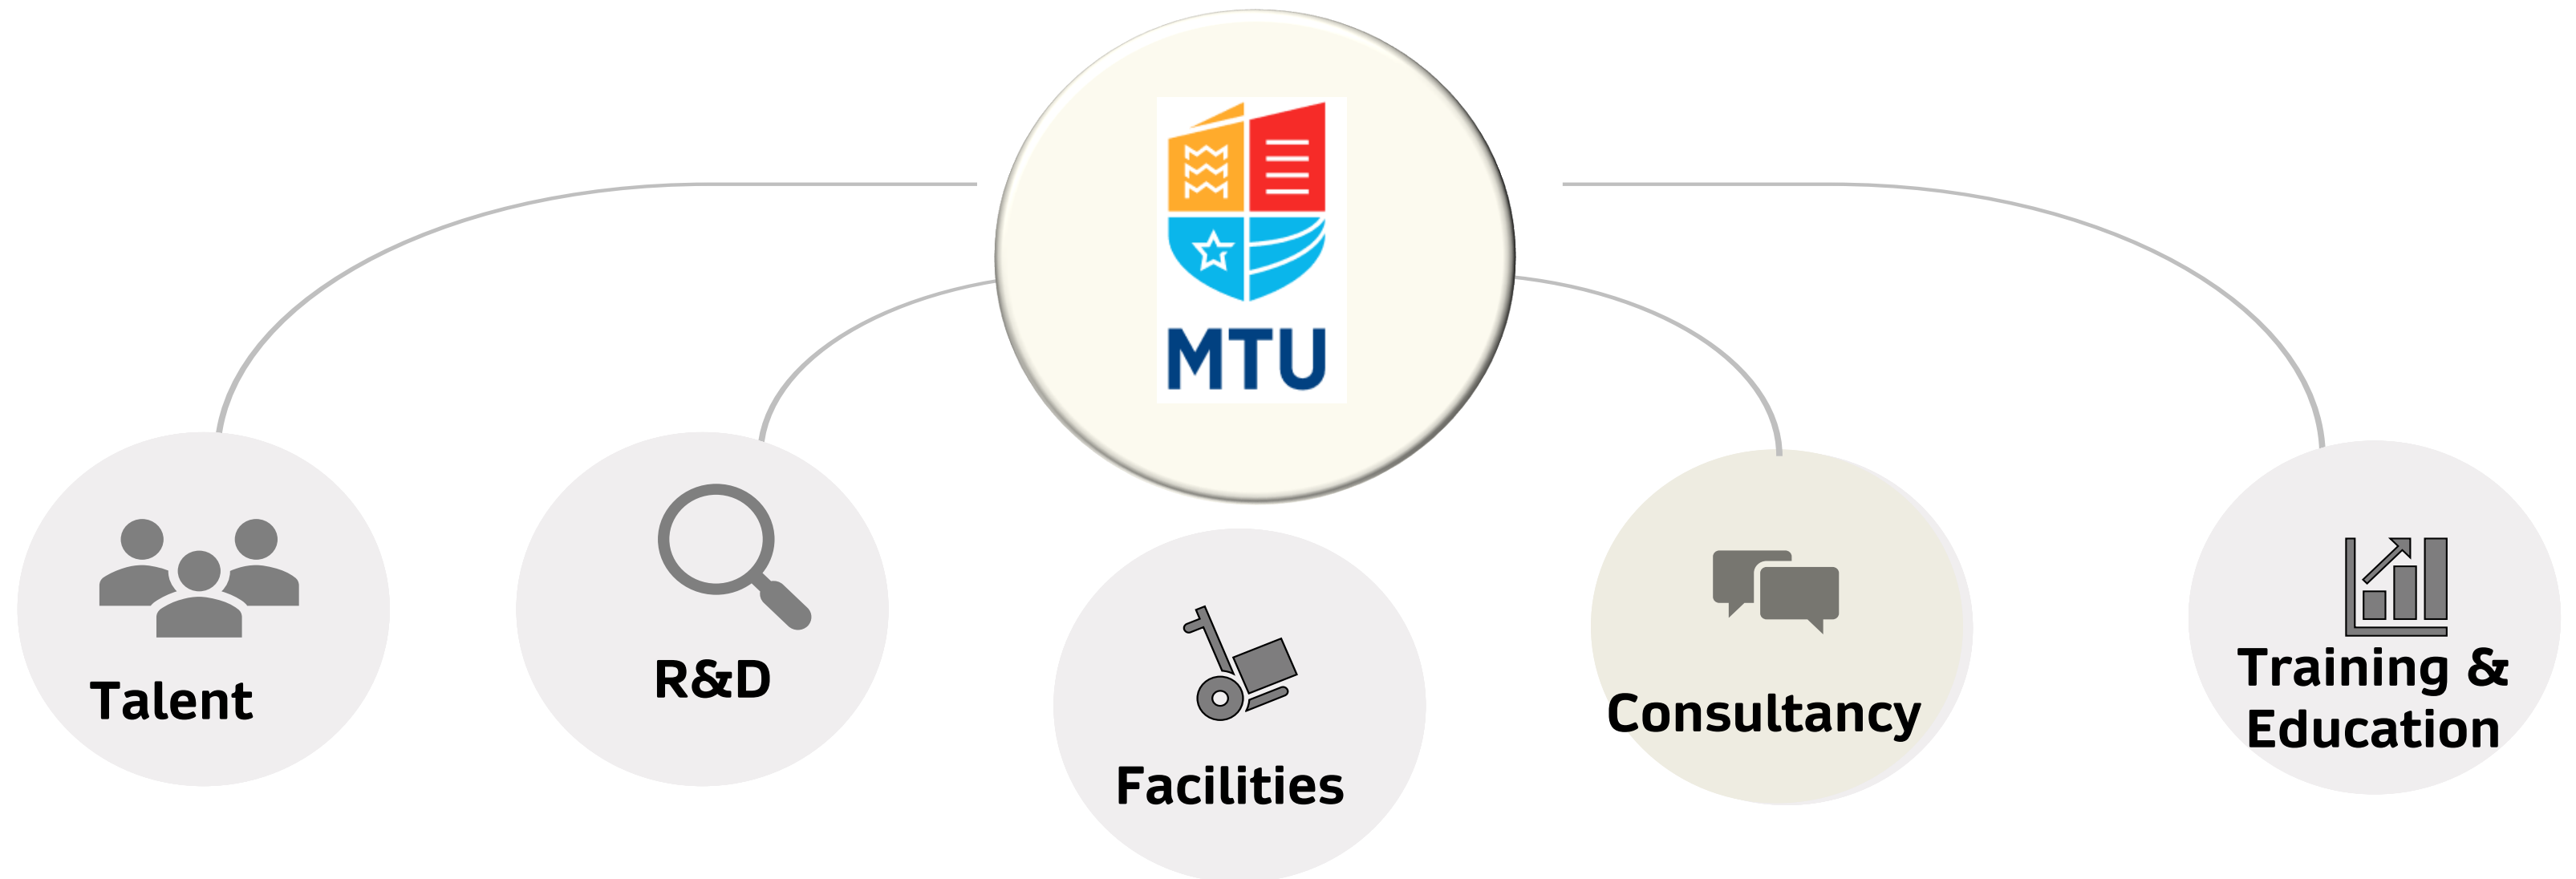 MTU
Talent
R&D
Facilities
Consultancy
Training &
Education